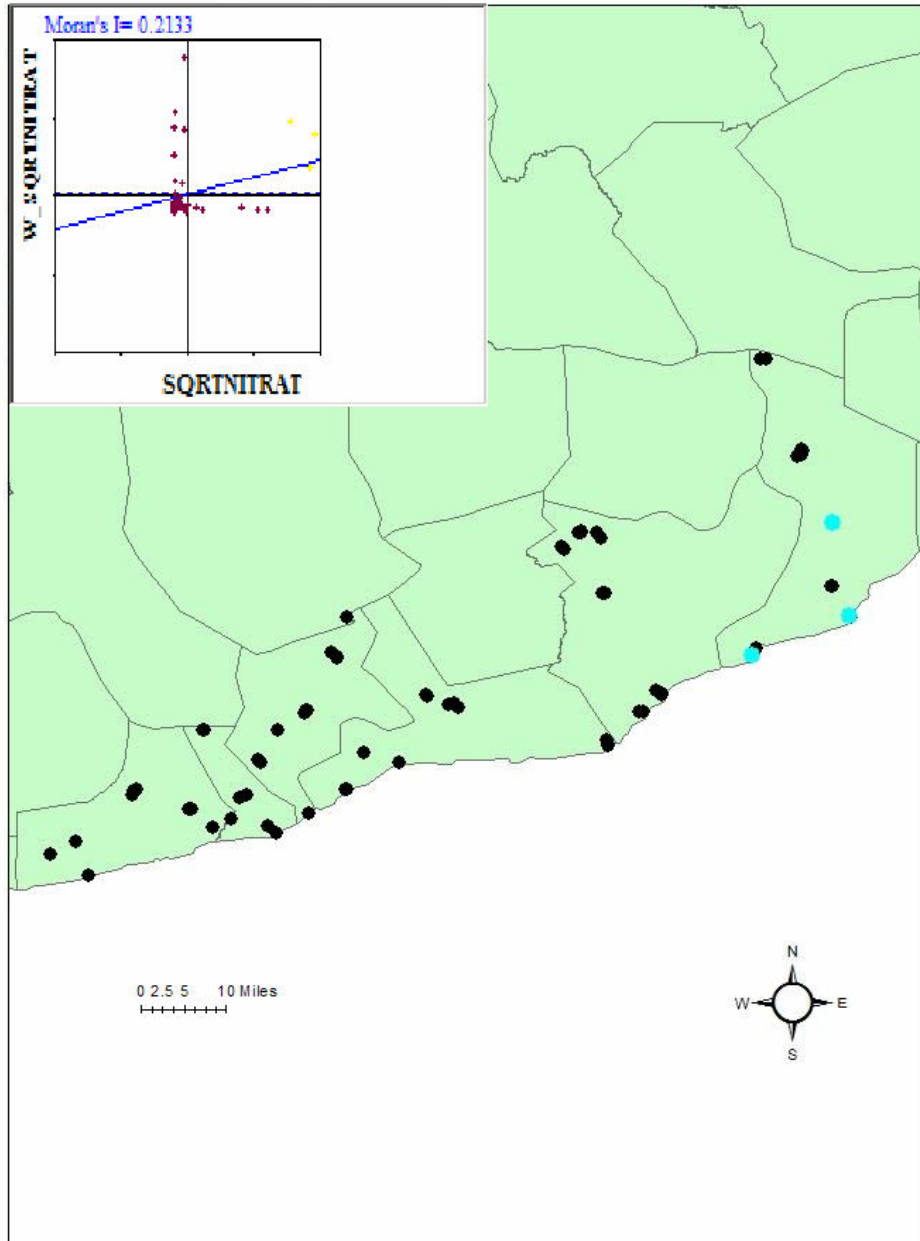 Moran's I= 0.2133
W_SQRTNITRAT
SQRTNITRAT
0 2.5 5 10 Miles
N
W E
S